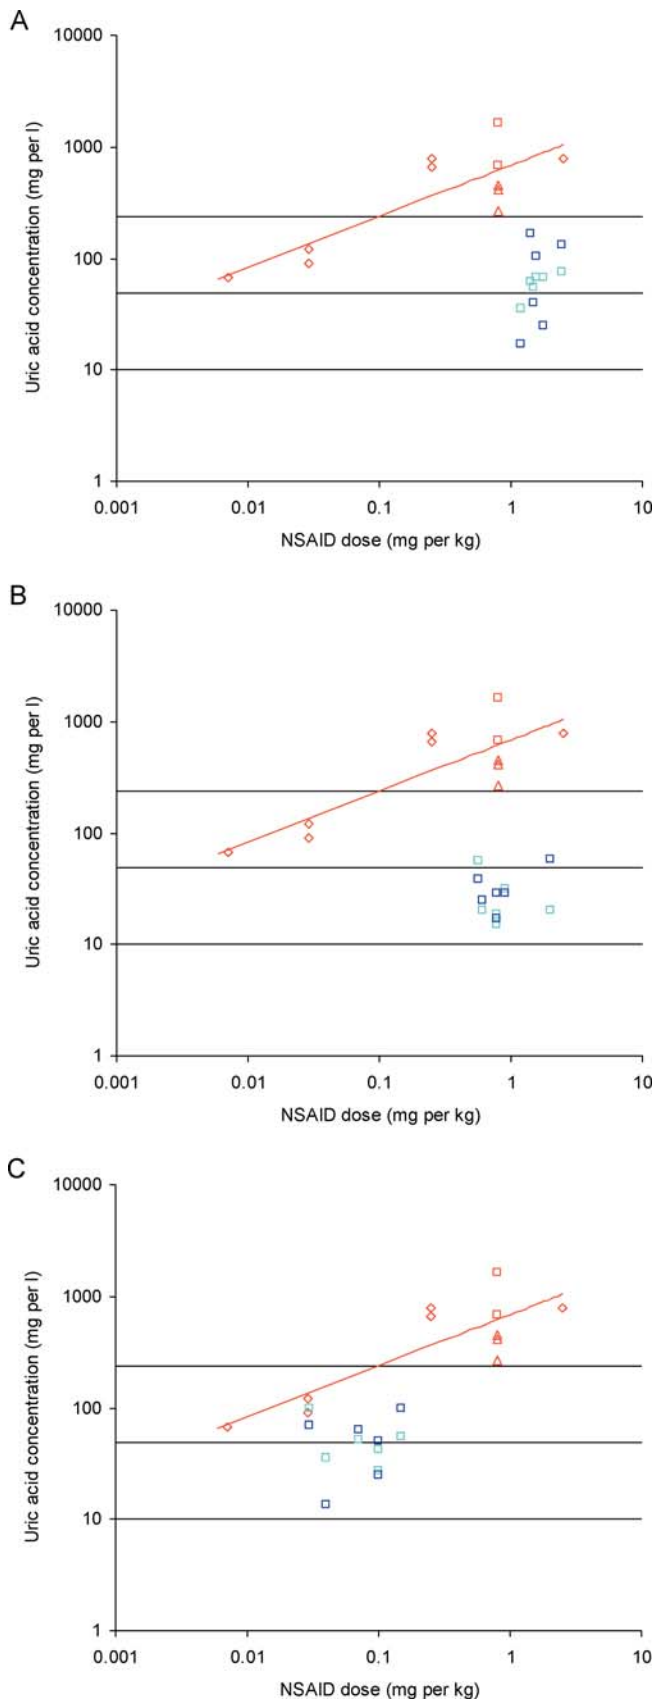 A
10000
1000
100
10
1
Uric acid concentration (mg per l)
0.001 0.01 0.1 1 10
NSAID dose (mg per kg)
B
10000
1000
100
10
1
Uric acid concentration (mg per l)
0.001 0.01 0.1 1 10
NSAID dose (mg per kg)
C
10000
1000
100
10
1
Uric acid concentration (mg per l)
0.001 0.01 0.1 1 10
NSAID dose (mg per kg)